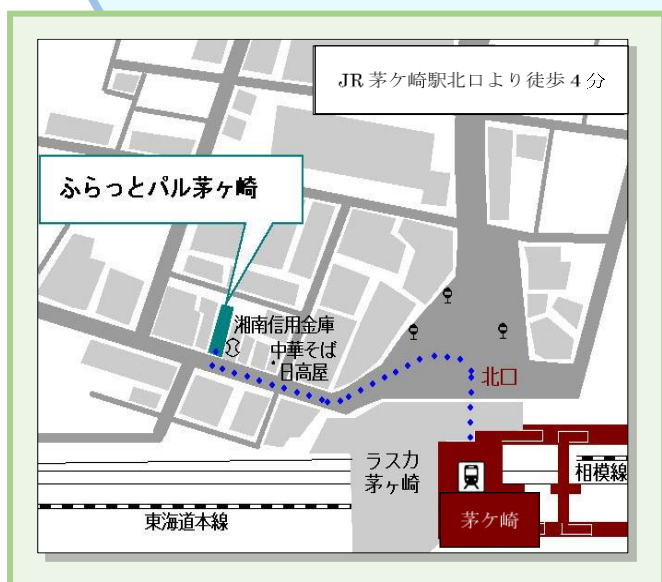 JR 茅ケ崎駅北口より徒歩 4 分
ふらっとパル茅ヶ崎
湘南信用金庫
中華そば
日高屋
北口
ラスカ
茅ヶ崎
相模線
茅ケ崎
東海道本線